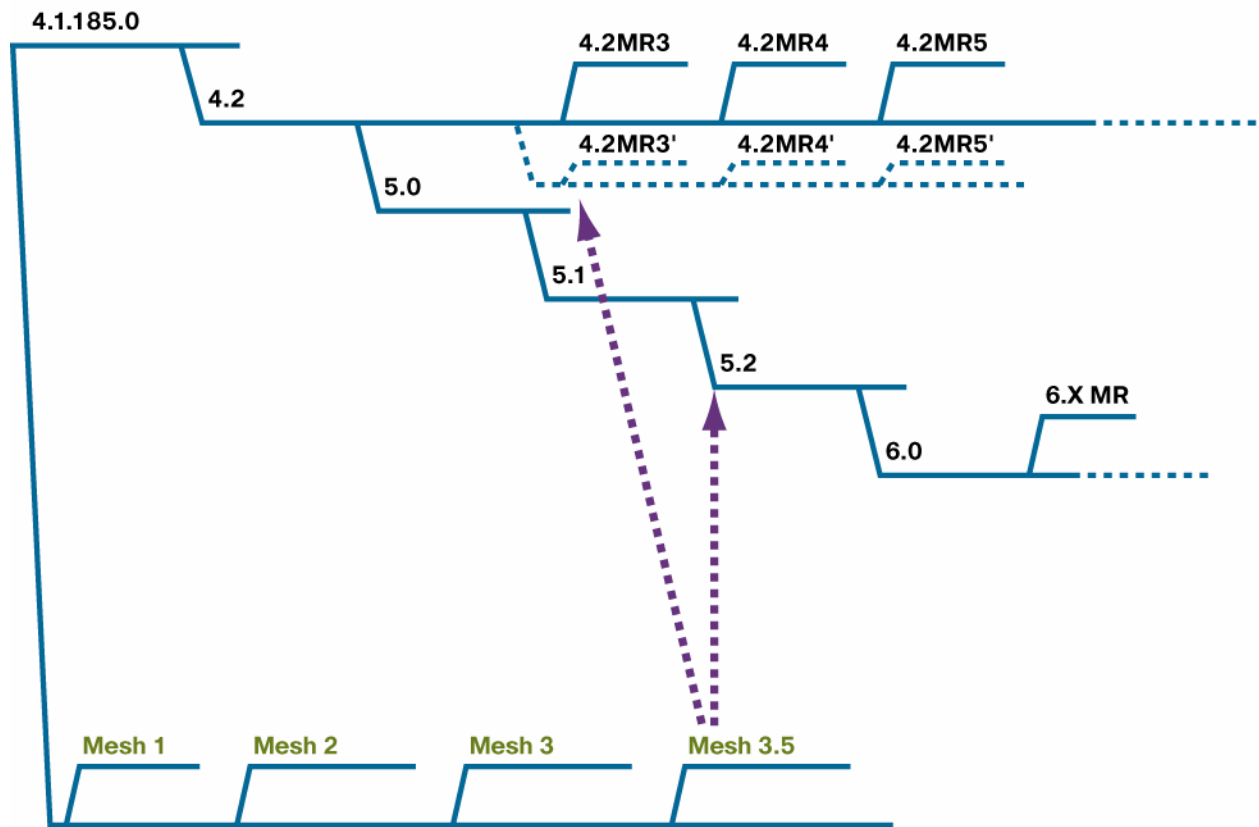 4.1.185.0
4.2MR3
4.2MR4
4.2MR5
4.2
4.2MR3'
4.2MR4'
4.2MR5'
5.0
5.1
5.2
6.X MR
6.0
Mesh 1
Mesh 2
Mesh 3
Mesh 3.5